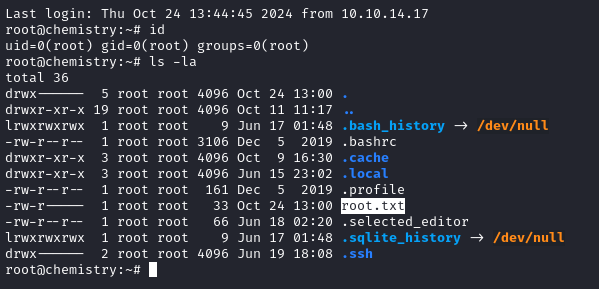 Last login: Thu Oct 24 13:44:45 2024 from 10.10.14.17
root@chemistry:~# id
uid=0(root) gid=0(root) groups=0(root)
root@chemistry:~# ls -la
total 36
drwx------  5 root root 4096 Oct 24 13:00 .
drwxr-xr-x 19 root root 4096 Oct 11 11:17 ..
lrwxrwxrwx  1 root root    9 Jun 17 01:48 .bash_history -> /dev/null
-rw-r--r--  1 root root 3106 Dec  5  2019 .bashrc
drwxr-xr-x  3 root root 4096 Oct  9 16:30 .cache
drwxr-xr-x  3 root root 4096 Jun 15 23:02 .local
-rw-r--r--  1 root root  161 Dec  5  2019 .profile
-rw-r-----  1 root root   33 Oct 24 13:00 root.txt
-rw-r--r--  1 root root   66 Jun 18 02:20 .selected_editor
lrwxrwxrwx  1 root root    9 Jun 17 01:48 .sqlite_history -> /dev/null
drwx------  2 root root 4096 Jun 19 18:08 .ssh
root@chemistry:~#